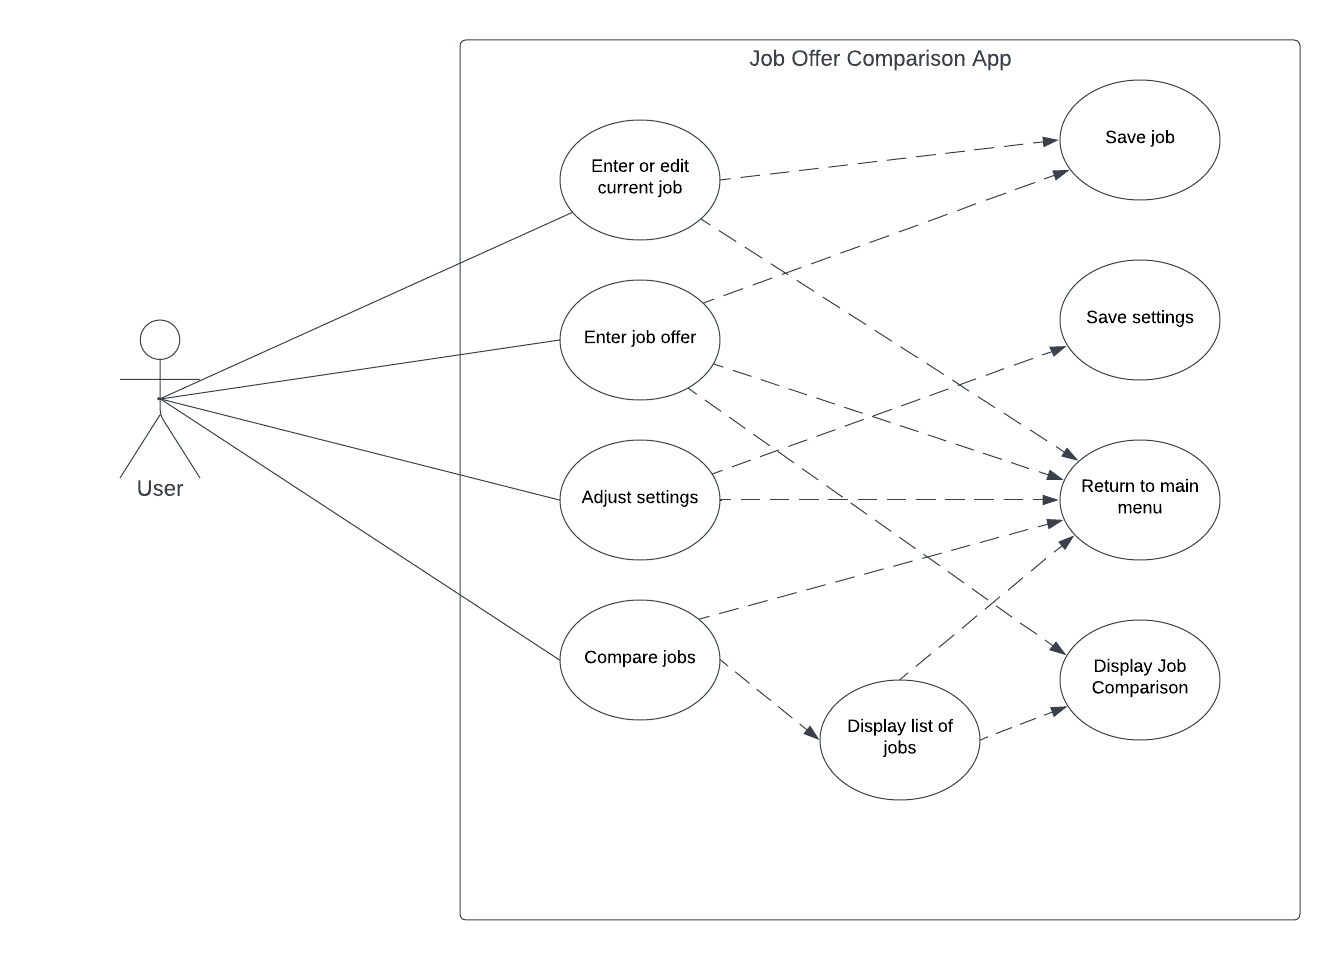 Job Offer Comparison App
Enter or edit
current job
Save job
Enter job offer
Save settings
User
Adjust settings
Return to main
menu
Compare jobs
Display list of
jobs
Display Job
Comparison